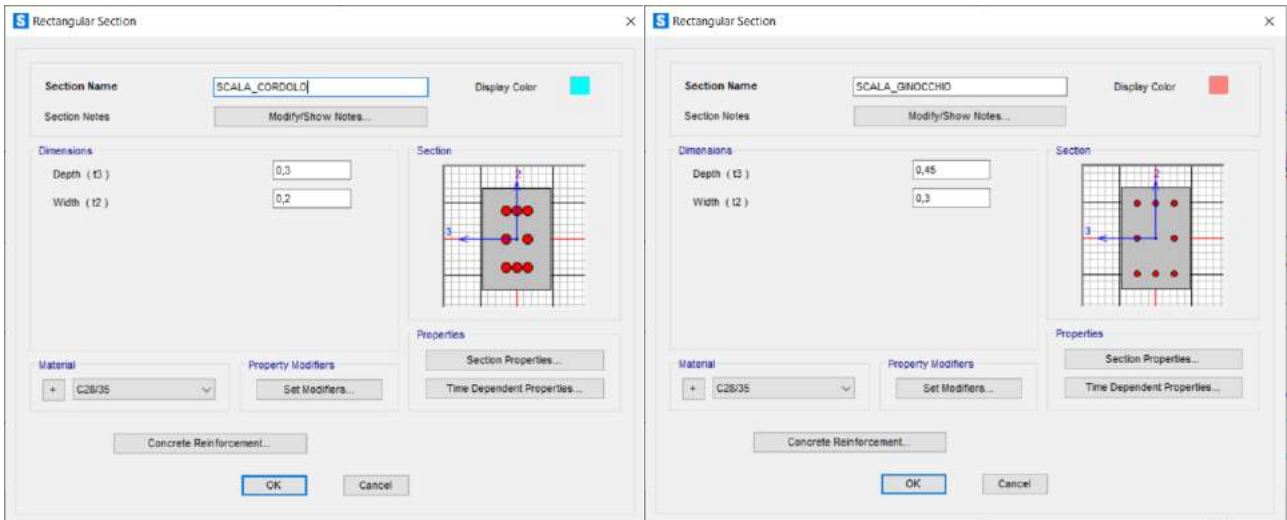 S Rectangular Section
Section Name SCALA_CORDOLO Display Color
Section Notes Modify/Show Notes...
Dimensions
Depth ( t3 ) 0,3
Width ( t2 ) 0,2
Section
2
3
Properties
Section Properties...
Time Dependent Properties...
Material
+ C28/35
Property Modifiers
Set Modifiers...
Concrete Reinforcement...
OK Cancel
S Rectangular Section
Section Name SCALA_GINOCCHIO Display Color
Section Notes Modify/Show Notes...
Dimensions
Depth ( t3 ) 0,45
Width ( t2 ) 0,3
Section
2
3
Properties
Section Properties...
Time Dependent Properties...
Material
+ C28/35
Property Modifiers
Set Modifiers...
Concrete Reinforcement...
OK Cancel